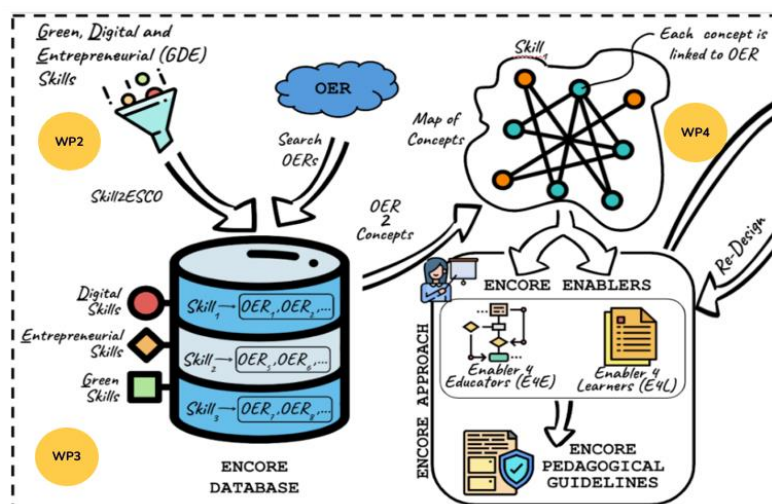 Green, Digital and
Entrepreneurial (GDE)
Skills
WP2
Skill2ESCO
OER
Search
OERs
Skill1
Each concept is
linked to OER
Map of
Concepts
WP4
OER
2
Concepts
Re-Design
Digital
Skills
Entrepreneurial
Skills
Green
Skills
Skill1→ OER1, OER2, ...
Skill2→ OER5, OER6, ...
Skill3→ OER7, OER8, ...
WP3
ENCORE
DATABASE
ENCORE APPROACH
ENCORE ENABLERS
Enabler 4
Educators (E4E)
Enabler 4
Learners (E4L)
ENCORE
PEDAGOGICAL
GUIDELINES